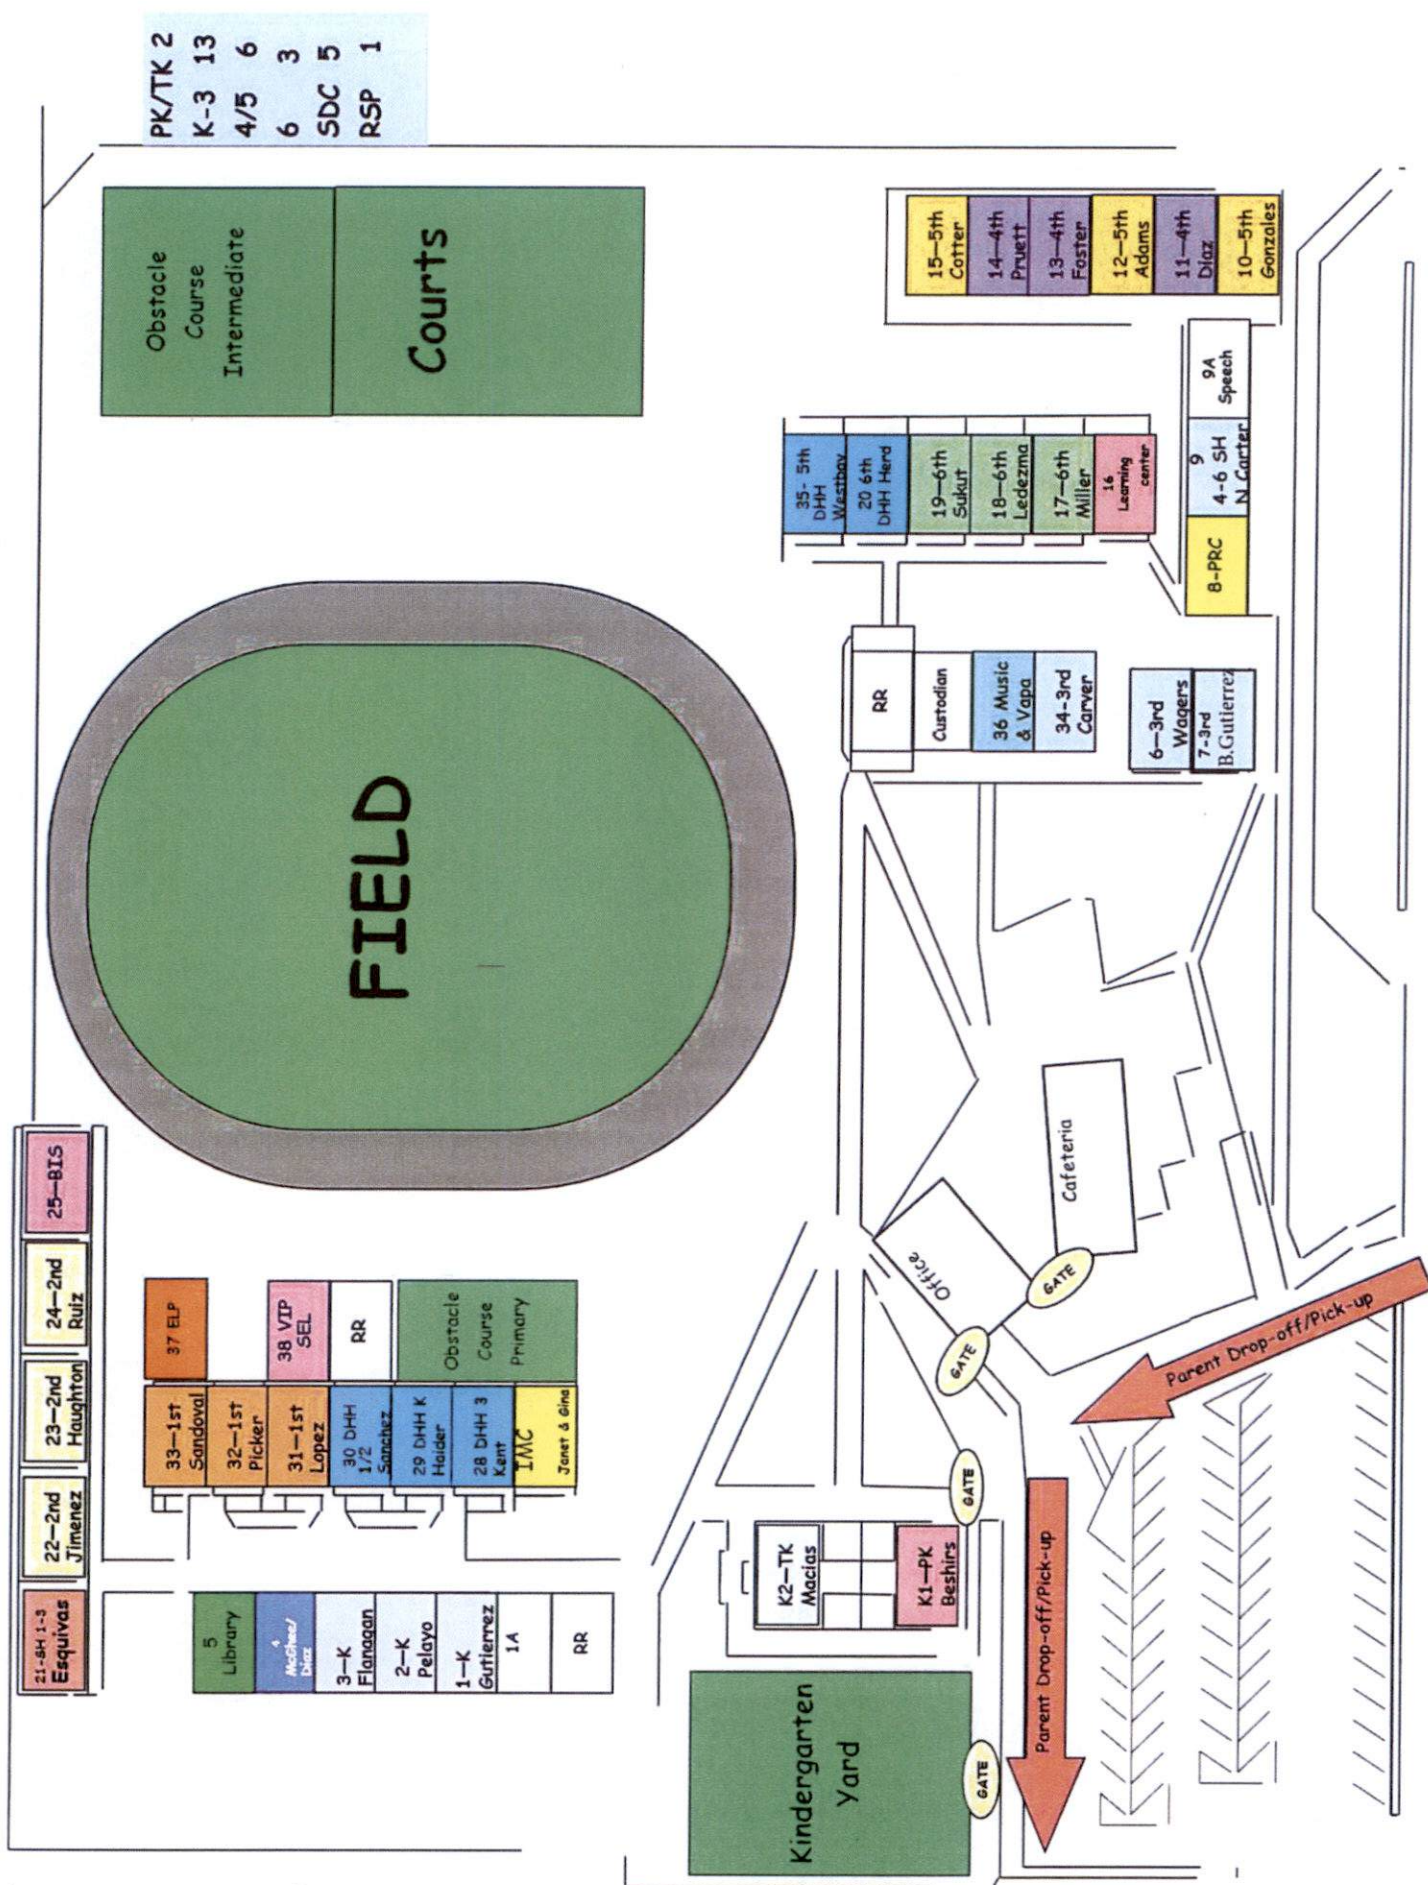 PK/TK 2
K-3 13
4/5 6
6 3
SDC 5
RSP 1
Obstacle
Course
Intermediate
Courts
15—5th
Cotter
14—4th
Pruett
13—4th
Foster
12—5th
Adams
11—4th
Diaz
10—5th
Gonzales
35- 5th
DHH
Westbay
20 6th
DHH Herd
19—6th
Sukut
18—6th
Ledezma
17—6th
Miller
16
Learning
center
9A
Speech
9
4-6 SH
N Carter
8-PRC
FIELD
RR
Custodian
36 Music
& Vapa
34-3rd
Carver
6—3rd
Wagers
7-3rd
B.Gutierrez
25—BIS
24—2nd
Ruiz
23—2nd
Haughton
22—2nd
Jimenez
21-SH 1-3
Esquivas
37 ELP
38 VIP
SEL
RR
Obstacle
Course
Primary
33—1st
Sandoval
32—1st
Picker
31—1st
Lopez
30 DHH
1/2
Sanchez
29 DHH K
Haider
28 DHH 3
Kent
IMC
Janet & Gina
5
Library
4
McGhee/
Diaz
3—K
Flanagan
2—K
Pelayo
1—K
Gutierrez
1A
RR
Cafeteria
Office
GATE
GATE
GATE
K2—TK
Macias
K1—PK
Beshirs
Kindergarten
Yard
GATE
Parent Drop-off/Pick-up
Parent Drop-off/Pick-up